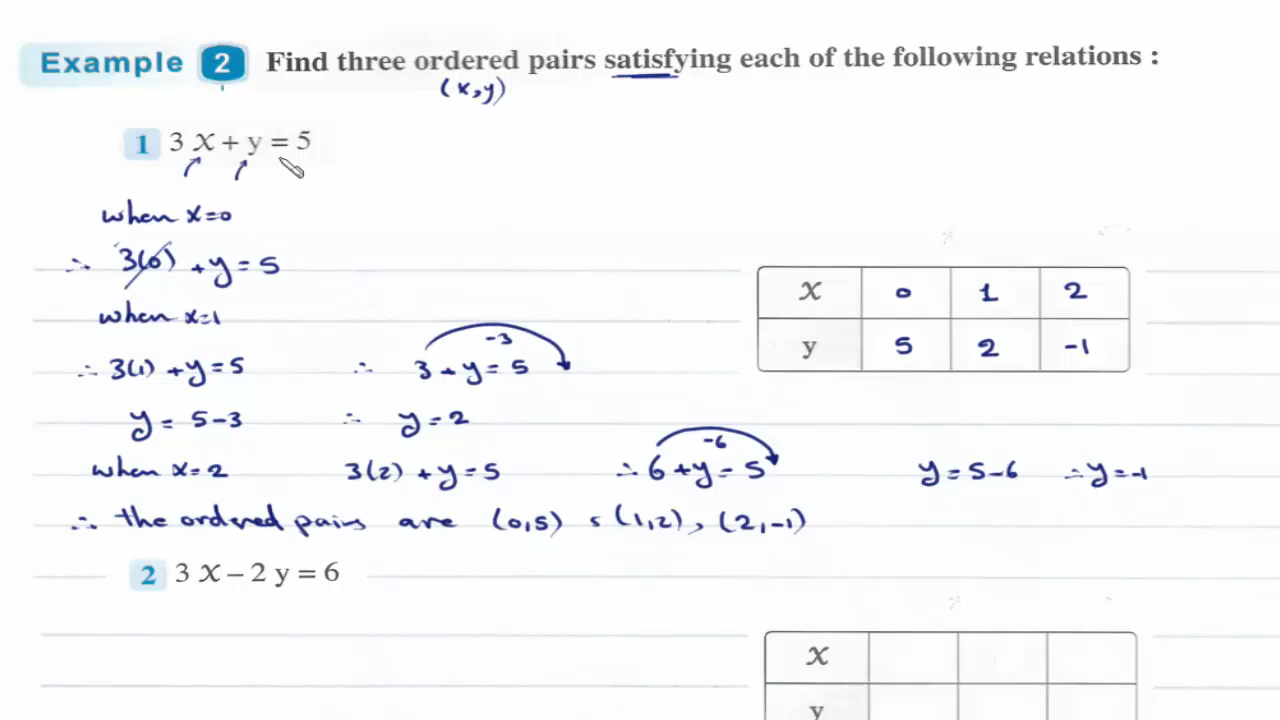 Example 2 Find three ordered pairs satisfying each of the following relations :
(x,y)
1 3 x + y = 5
when x=0
∴ 3(0) + y = 5
when x=1
∴ 3(1) + y = 5 ∴ 3 + y = 5 -3
y = 5-3 ∴ y = 2
when x=2 3(2) + y = 5 ∴ 6 + y = 5 -6 y = 5-6 ∴ y = -1
∴ the ordered pairs are (0,5) , (1,2), (2,-1)
x 0 1 2
y 5 2 -1
2 3 x – 2 y = 6
x
y